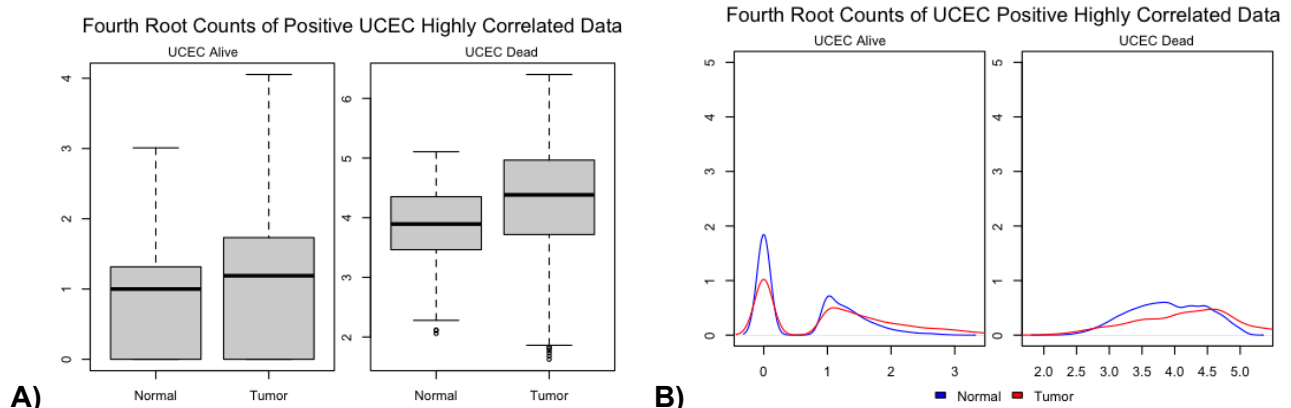 Fourth Root Counts of Positive UCEC Highly Correlated Data
UCEC Alive
UCEC Dead
4
3
2
1
0
6
5
4
3
2
Normal
Tumor
Normal
Tumor
A)
Fourth Root Counts of UCEC Positive Highly Correlated Data
UCEC Alive
UCEC Dead
5
4
3
2
1
0
5
4
3
2
1
0
0 1 2 3
2.0 2.5 3.0 3.5 4.0 4.5 5.0
Normal Tumor
B)